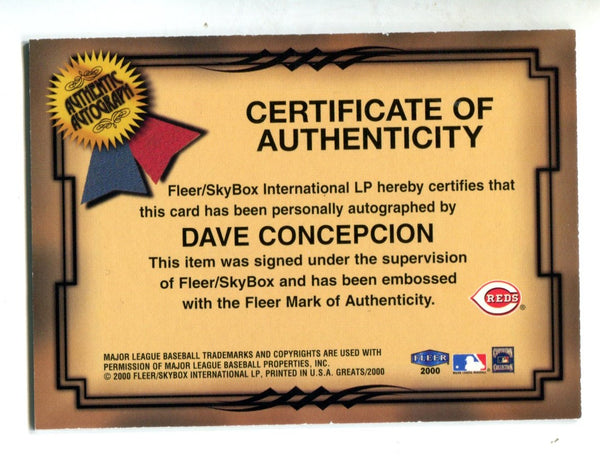 AUTHENTIC
AUTOGRAPH
CERTIFICATE OF
AUTHENTICITY
Fleer/SkyBox International LP hereby certifies that
this card has been personally autographed by
DAVE CONCEPCION
This item was signed under the supervision
of Fleer/SkyBox and has been embossed
with the Fleer Mark of Authenticity.
REDS
®
MAJOR LEAGUE BASEBALL TRADEMARKS AND COPYRIGHTS ARE USED WITH
PERMISSION OF MAJOR LEAGUE BASEBALL PROPERTIES, INC.
© 2000 FLEER/SKYBOX INTERNATIONAL LP, PRINTED IN U.S.A. GREATS/2000
FLEER
2000